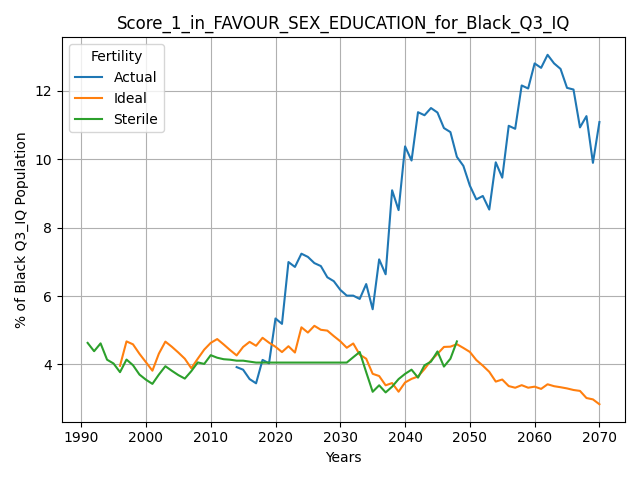 Score_1_in_FAVOUR_SEX_EDUCATION_for_Black_Q3_IQ
Fertility
Actual
Ideal
Sterile
% of Black Q3_IQ Population
12
10
8
6
4
1990 2000 2010 2020 2030 2040 2050 2060 2070
Years